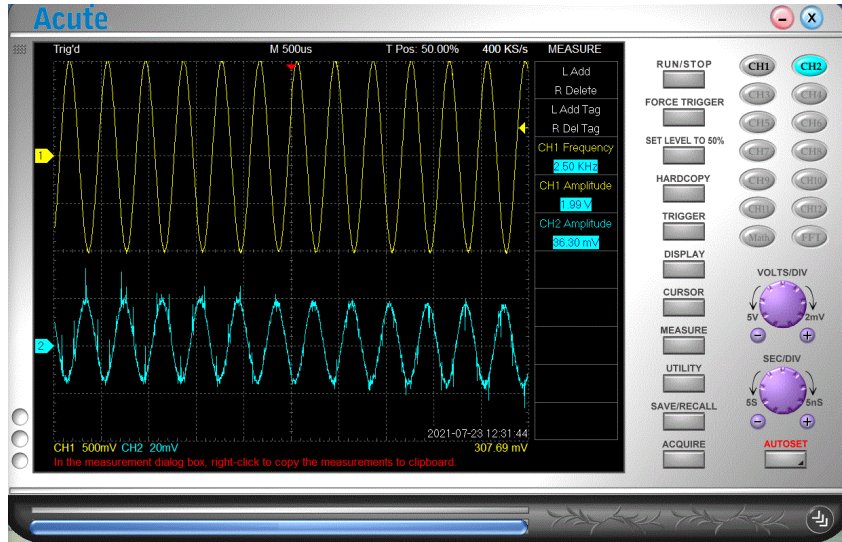 Acute
Trig'd M 500us T Pos: 50.00% 400 KS/s MEASURE
L Add
R Delete
L Add Tag
R Del Tag
CH1 Frequency
2.50 KHz
CH1 Amplitude
1.99 V
CH2 Amplitude
36.30 mV
1
2
2021-07-23 12:31:44
CH1 500mV CH2 20mV 307.69 mV
In the measurement dialog box, right-click to copy the measurements to clipboard.
RUN/STOP
FORCE TRIGGER
SET LEVEL TO 50%
HARDCOPY
TRIGGER
DISPLAY
CURSOR
MEASURE
UTILITY
SAVE/RECALL
ACQUIRE
CH1 CH2
CH3 CH4
CH5 CH6
CH7 CH8
CH9 CH10
CH11 CH12
Math FFT
VOLTS/DIV
5V 2mV
SEC/DIV
5S 5nS
AUTOSET